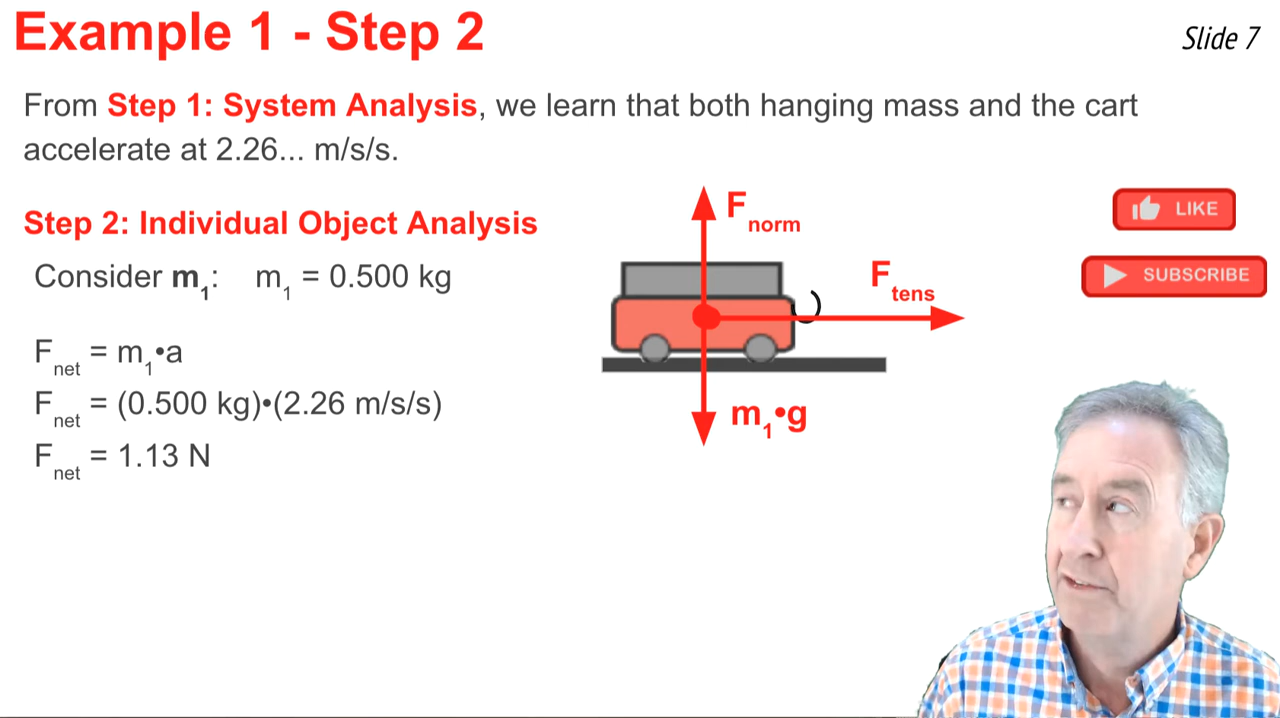 Example 1 - Step 2
Slide 7
From Step 1: System Analysis, we learn that both hanging mass and the cart
accelerate at 2.26... m/s/s.
Step 2: Individual Object Analysis
Consider m₁: m₁ = 0.500 kg
Fnet = m₁•a
Fnet = (0.500 kg)•(2.26 m/s/s)
Fnet = 1.13 N
Fnorm
Ftens
m₁•g
LIKE
SUBSCRIBE